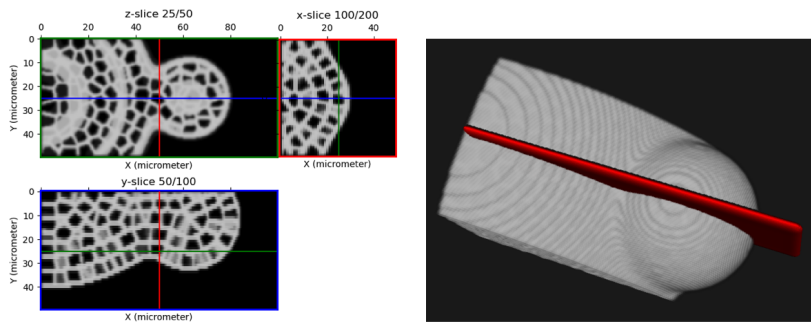 z-slice 25/50
x-slice 100/200
0 20 40 60 80
0 20 40
Y (micrometer)
0
10
20
30
40
Y (micrometer)
X (micrometer)
X (micrometer)
y-slice 50/100
Y (micrometer)
0
10
20
30
40
X (micrometer)